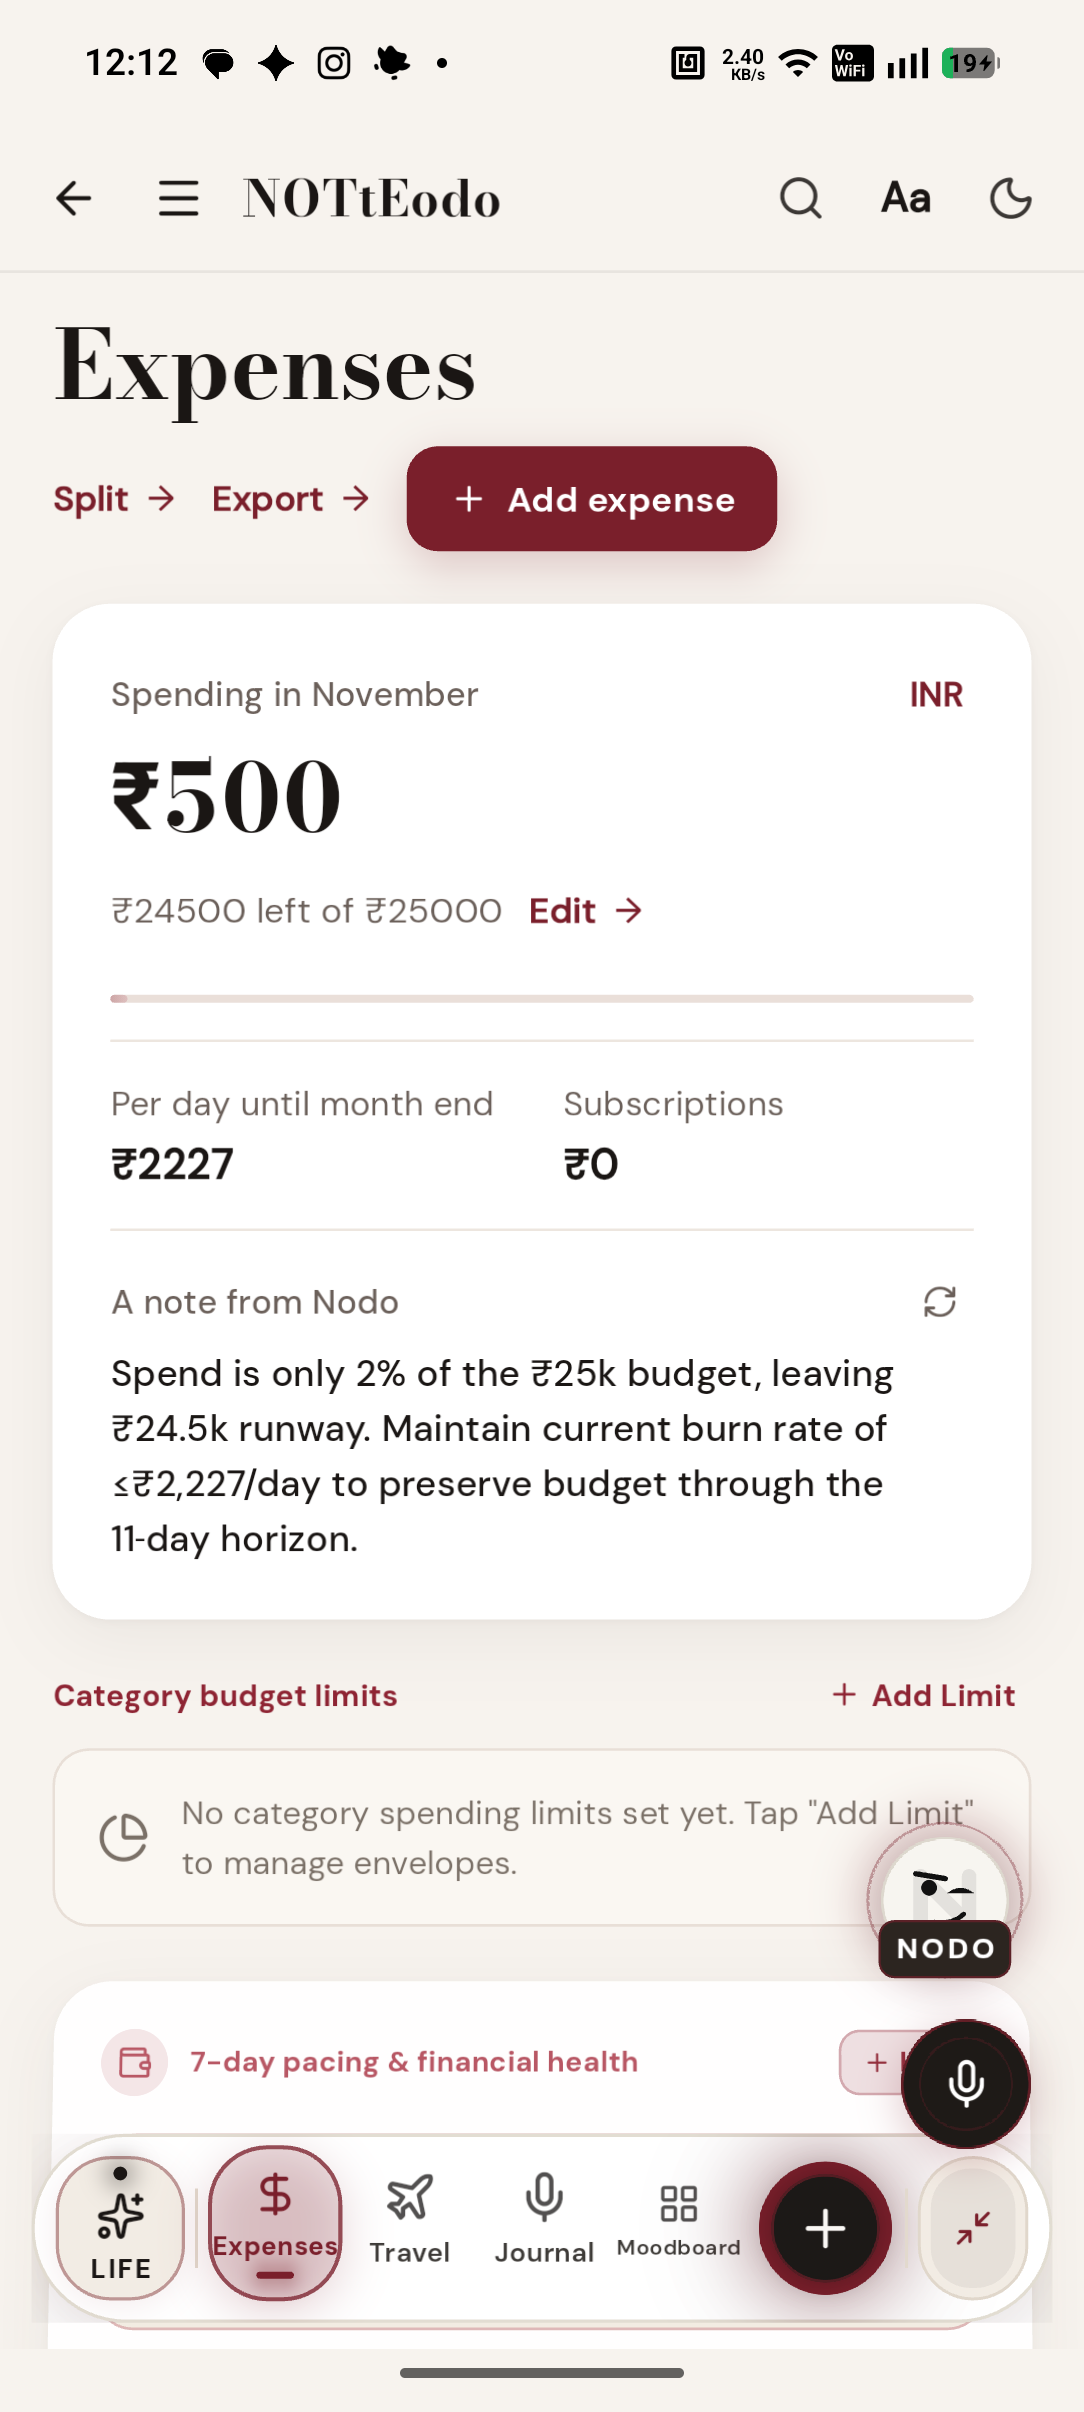 12:12
2.40
KB/s
Vo
WiFi
19
NOTtEodo
Aa
Expenses
Split →
Export →
+ Add expense
Spending in November
INR
₹500
₹24500 left of ₹25000
Edit →
Per day until month end
Subscriptions
₹2227
₹0
A note from Nodo
Spend is only 2% of the ₹25k budget, leaving
₹24.5k runway. Maintain current burn rate of
≤₹2,227/day to preserve budget through the
11-day horizon.
Category budget limits
+ Add Limit
No category spending limits set yet. Tap "Add Limit"
to manage envelopes.
NODO
7-day pacing & financial health
+
LIFE
Expenses
Travel
Journal
Moodboard